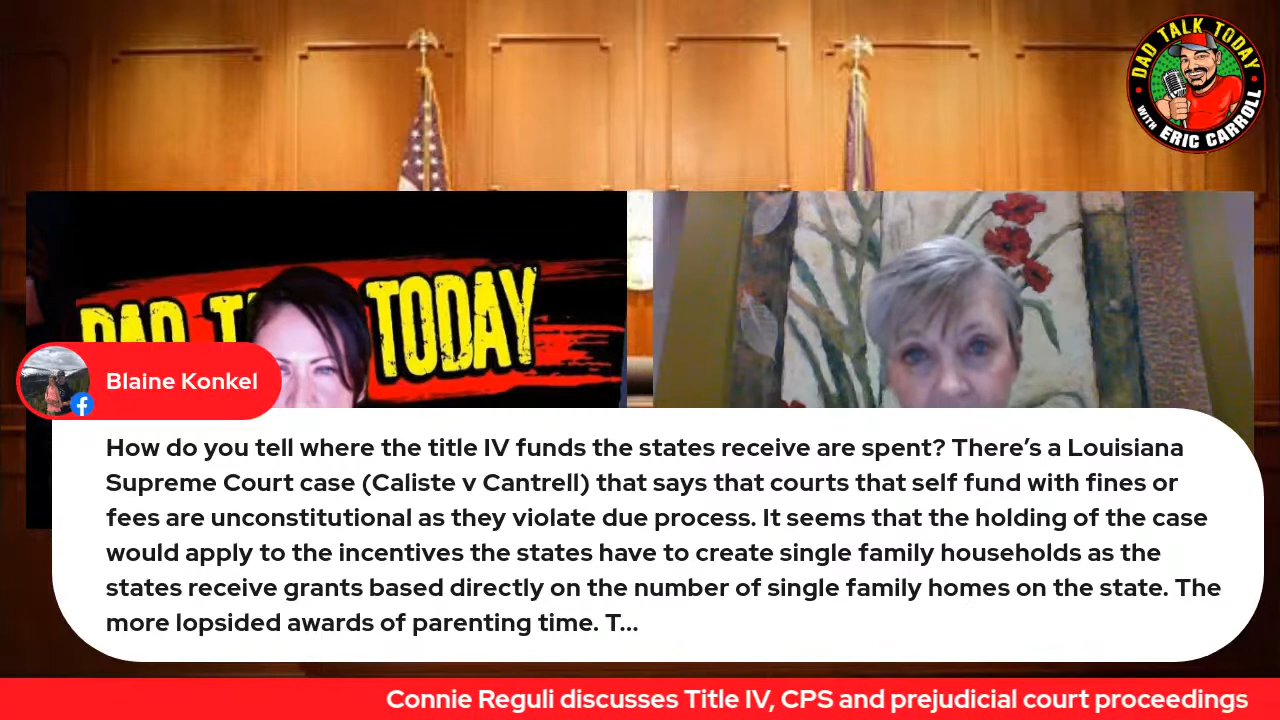 DAD TALK TODAY
WITH ERIC CARROLL
DAD T TODAY
Blaine Konkel
How do you tell where the title IV funds the states receive are spent? There’s a Louisiana
Supreme Court case (Caliste v Cantrell) that says that courts that self fund with fines or
fees are unconstitutional as they violate due process. It seems that the holding of the case
would apply to the incentives the states have to create single family households as the
states receive grants based directly on the number of single family homes on the state. The
more lopsided awards of parenting time. T...
Connie Reguli discusses Title IV, CPS and prejudicial court proceedings